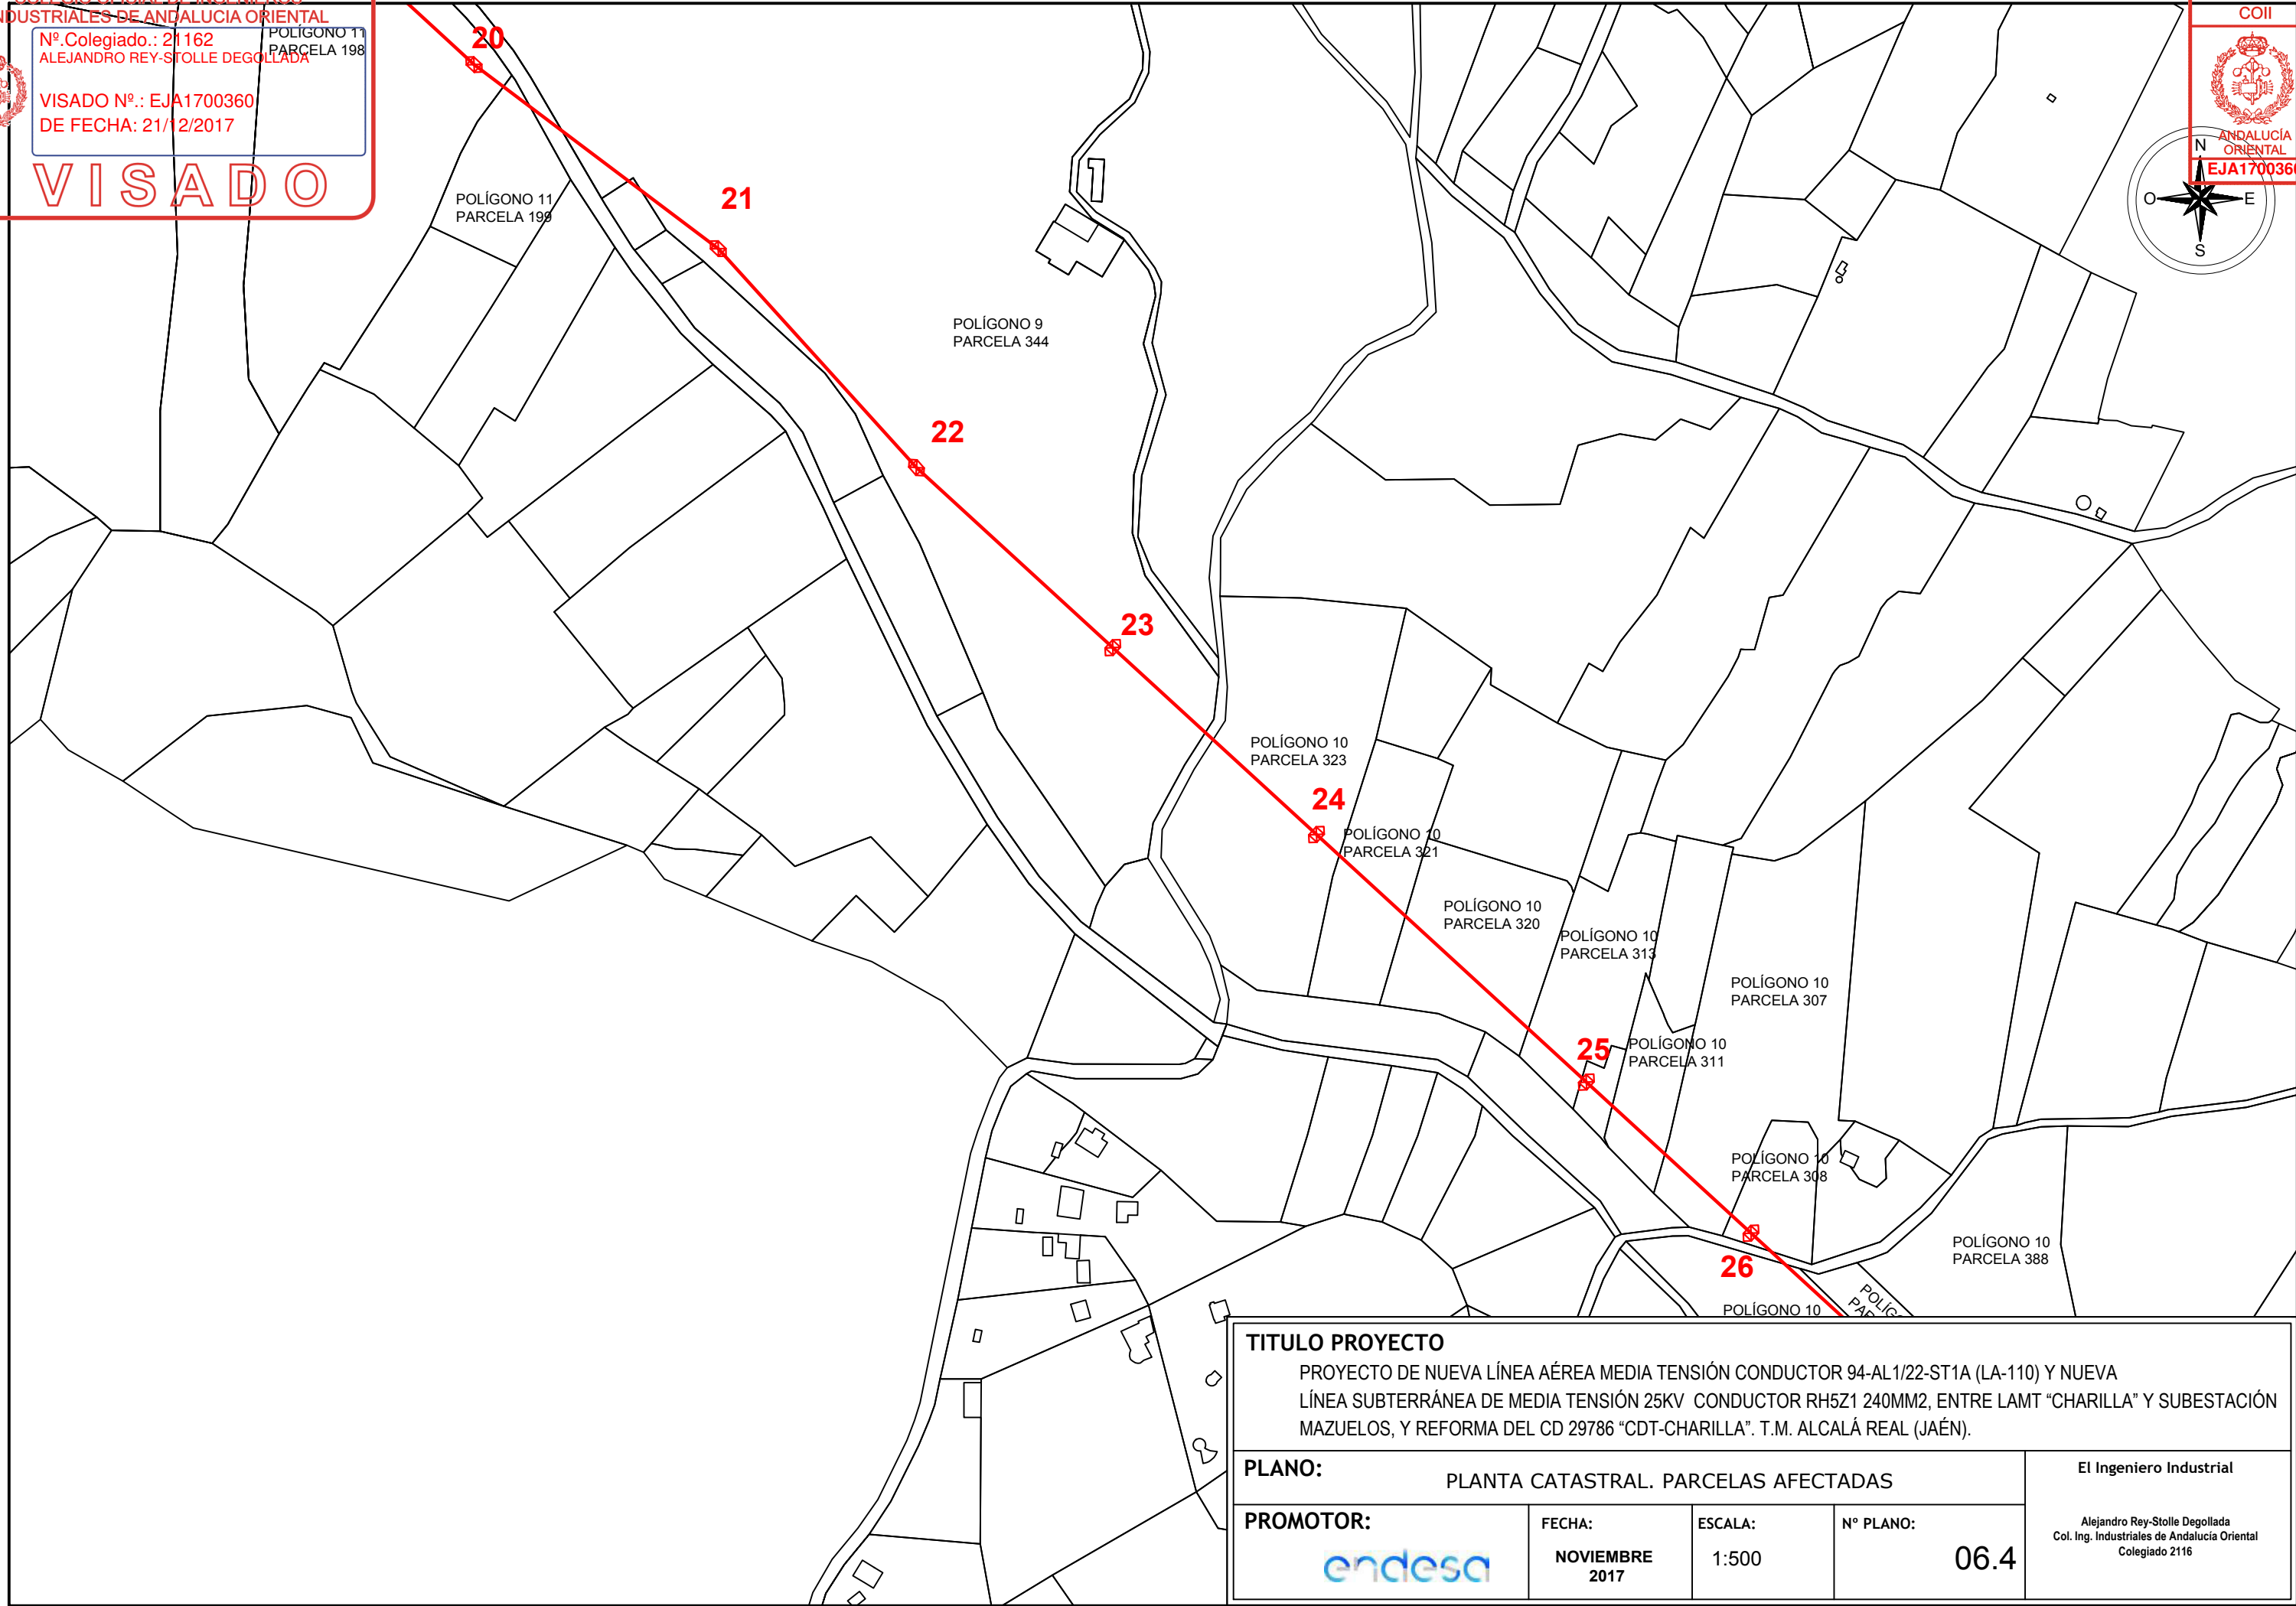 INDUSTRIALES DE ANDALUCIA ORIENTAL
Nº.Colegiado.: 21162
ALEJANDRO REY-STOLLE DEGOLLADA
VISADO Nº.: EJA1700360
DE FECHA: 21/12/2017
VISADO
POLÍGONO 11
PARCELA 198
COII
ANDALUCÍA
ORIENTAL
EJA1700360
N
O
E
S
20
21
POLÍGONO 11
PARCELA 199
POLÍGONO 9
PARCELA 344
22
23
POLÍGONO 10
PARCELA 323
24
POLÍGONO 10
PARCELA 321
POLÍGONO 10
PARCELA 320
POLÍGONO 10
PARCELA 313
POLÍGONO 10
PARCELA 307
25
POLÍGONO 10
PARCELA 311
POLÍGONO 10
PARCELA 308
26
POLÍGONO 10
PARCELA 388
POLÍGONO 10
TITULO PROYECTO
PROYECTO DE NUEVA LÍNEA AÉREA MEDIA TENSIÓN CONDUCTOR 94-AL1/22-ST1A (LA-110) Y NUEVA
LÍNEA SUBTERRÁNEA DE MEDIA TENSIÓN 25KV CONDUCTOR RH5Z1 240MM2, ENTRE LAMT “CHARILLA” Y SUBESTACIÓN
MAZUELOS, Y REFORMA DEL CD 29786 “CDT-CHARILLA”. T.M. ALCALÁ REAL (JAÉN).
PLANO:
PLANTA CATASTRAL. PARCELAS AFECTADAS
El Ingeniero Industrial
Alejandro Rey-Stolle Degollada
Col. Ing. Industriales de Andalucía Oriental
Colegiado 2116
PROMOTOR:
endesa
FECHA:
NOVIEMBRE
2017
ESCALA:
1:500
Nº PLANO:
06.4